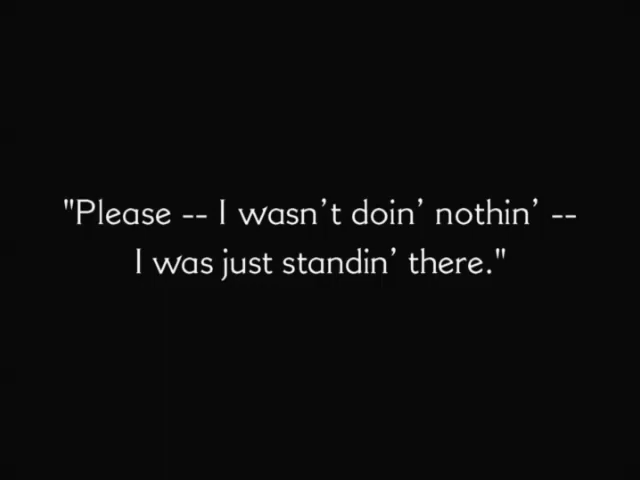 "Please -- I wasn’t doin’ nothin’ --
I was just standin’ there."